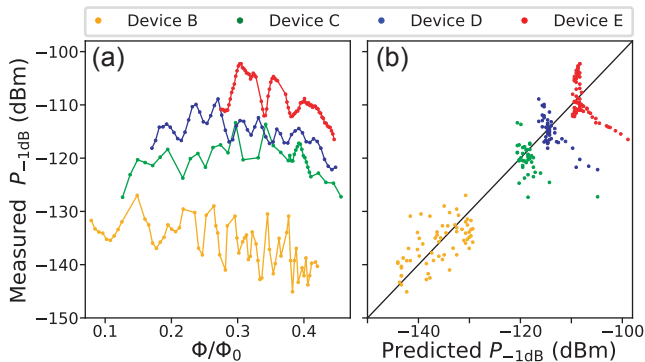 Device B Device C Device D Device E
(a) (b)
Measured P−1dB (dBm)
−100
−110
−120
−130
−140
−150
0.1 0.2 0.3 0.4 −140 −120 −100
Φ/Φ0 Predicted P−1dB (dBm)